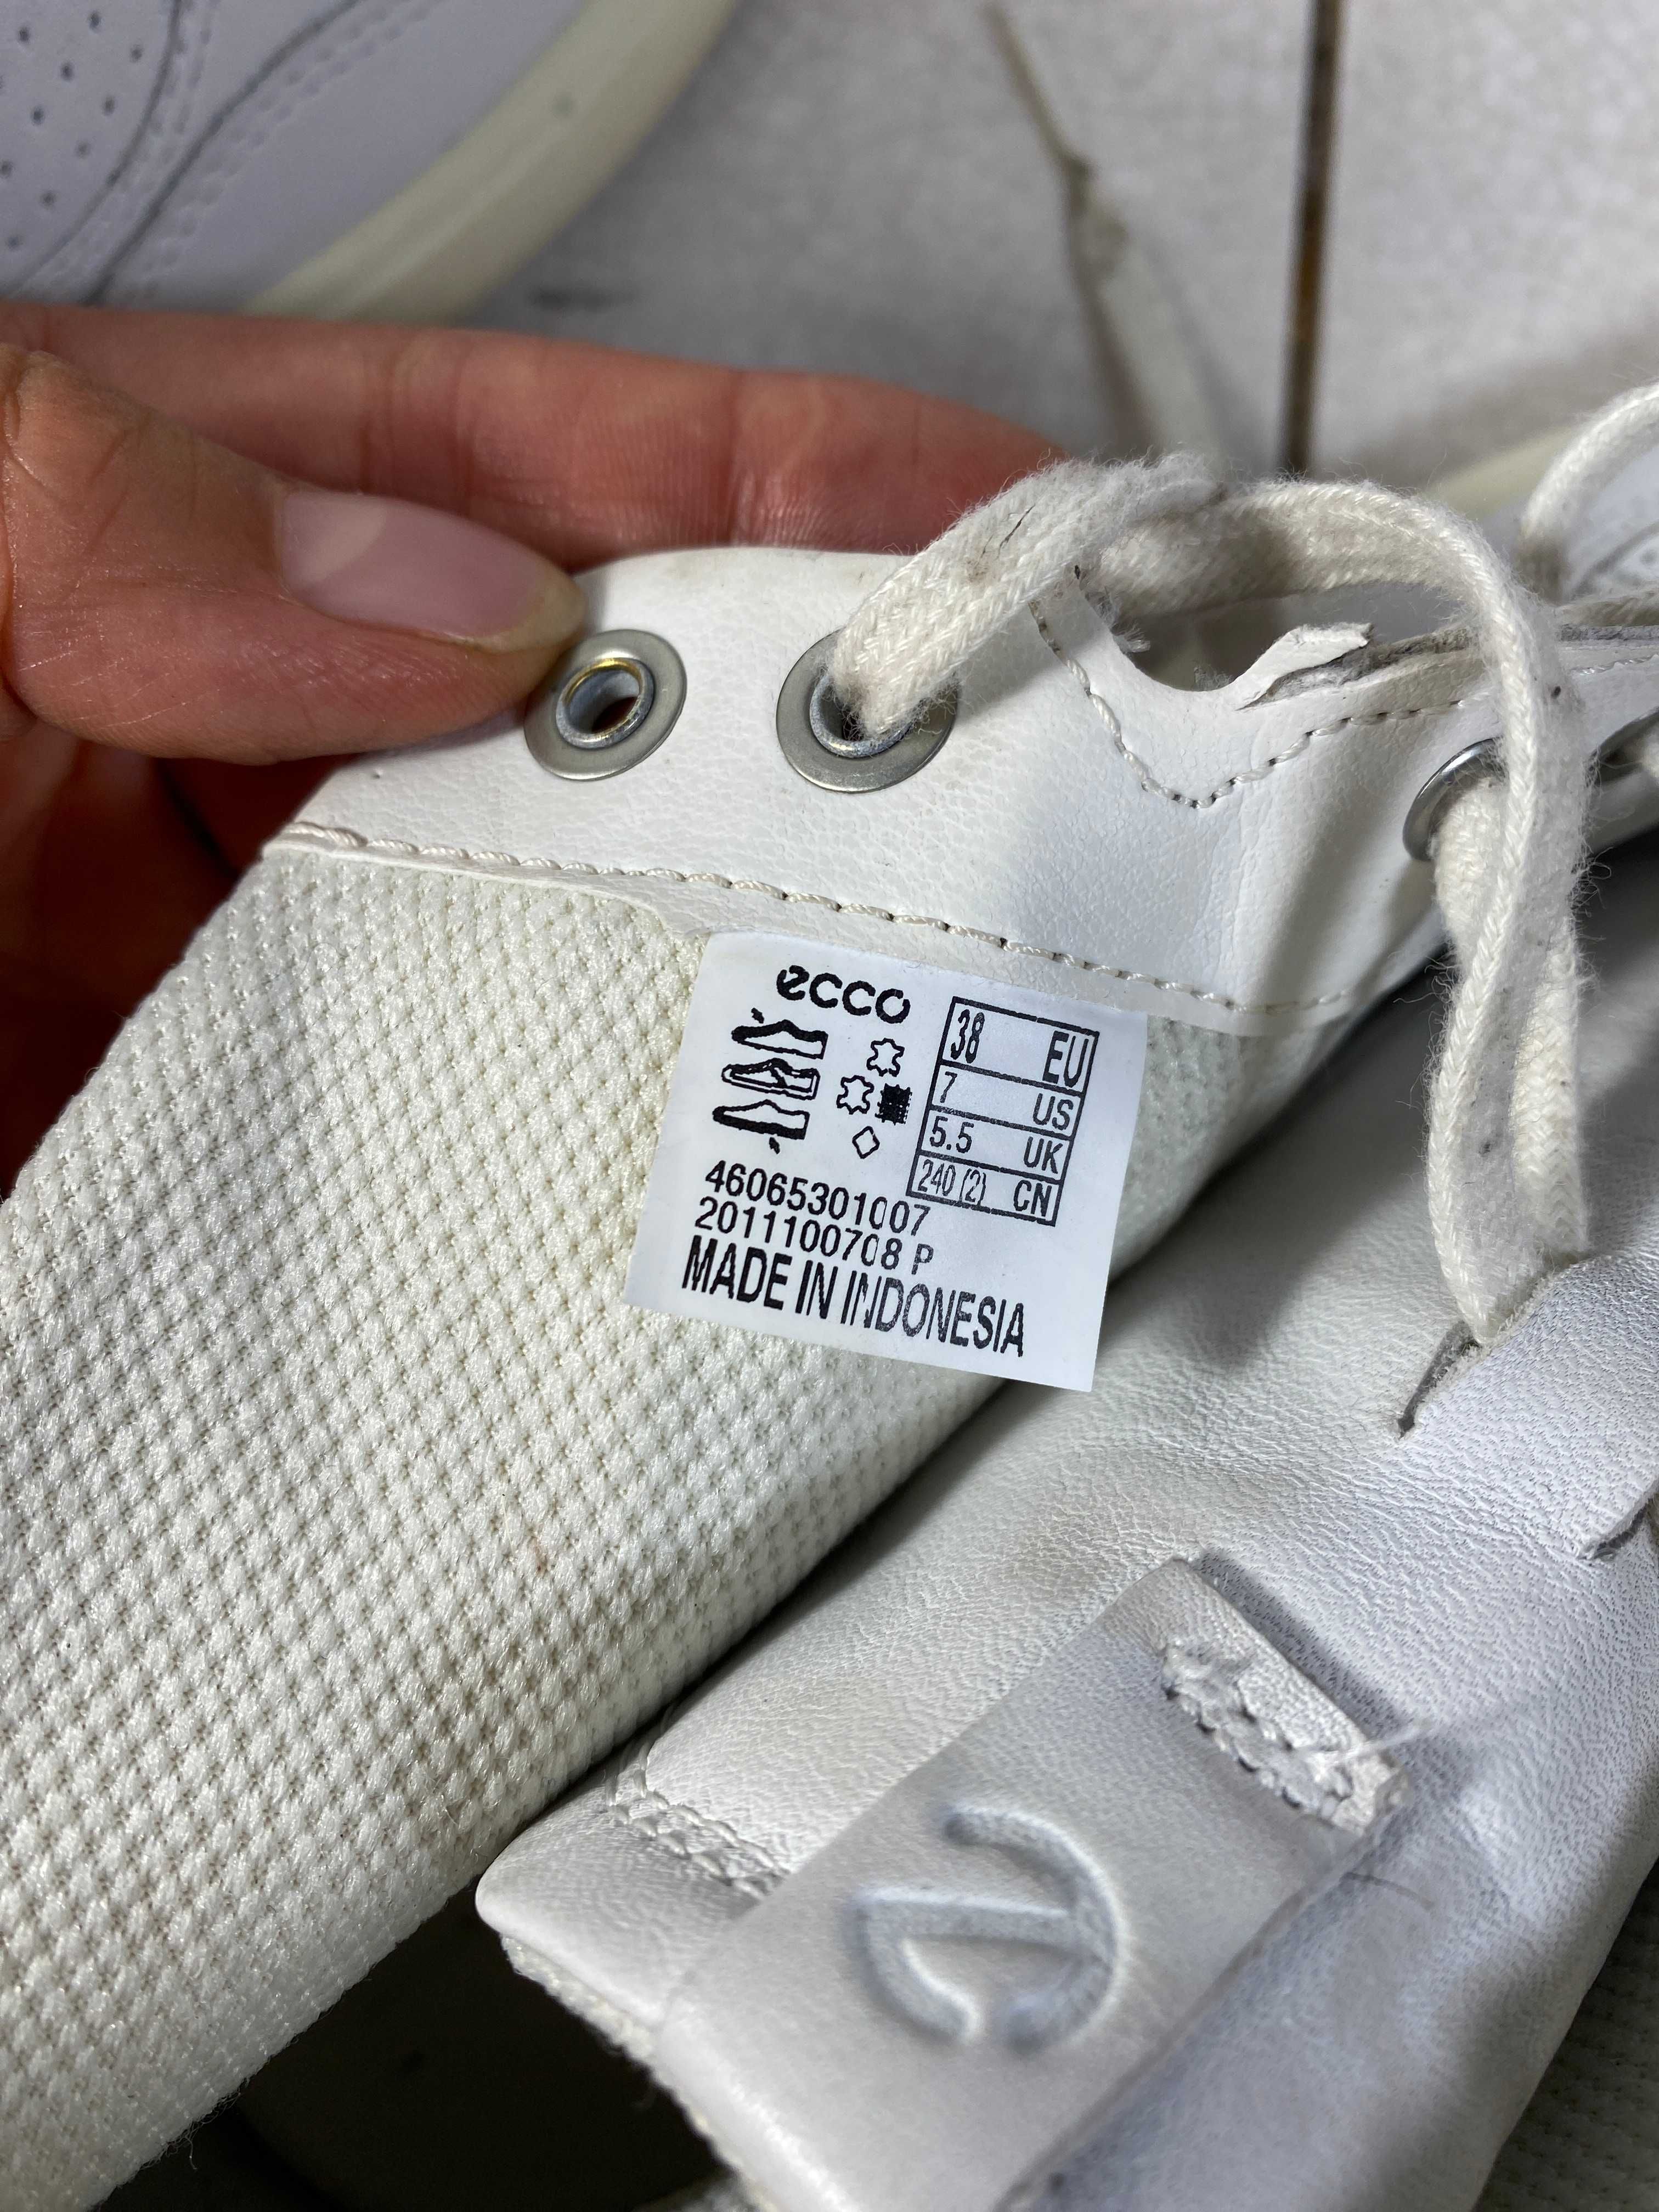 ecco
38 EU
7 US
5.5 UK
240 (2) CN
46065301007
2011100708 P
MADE IN INDONESIA
e